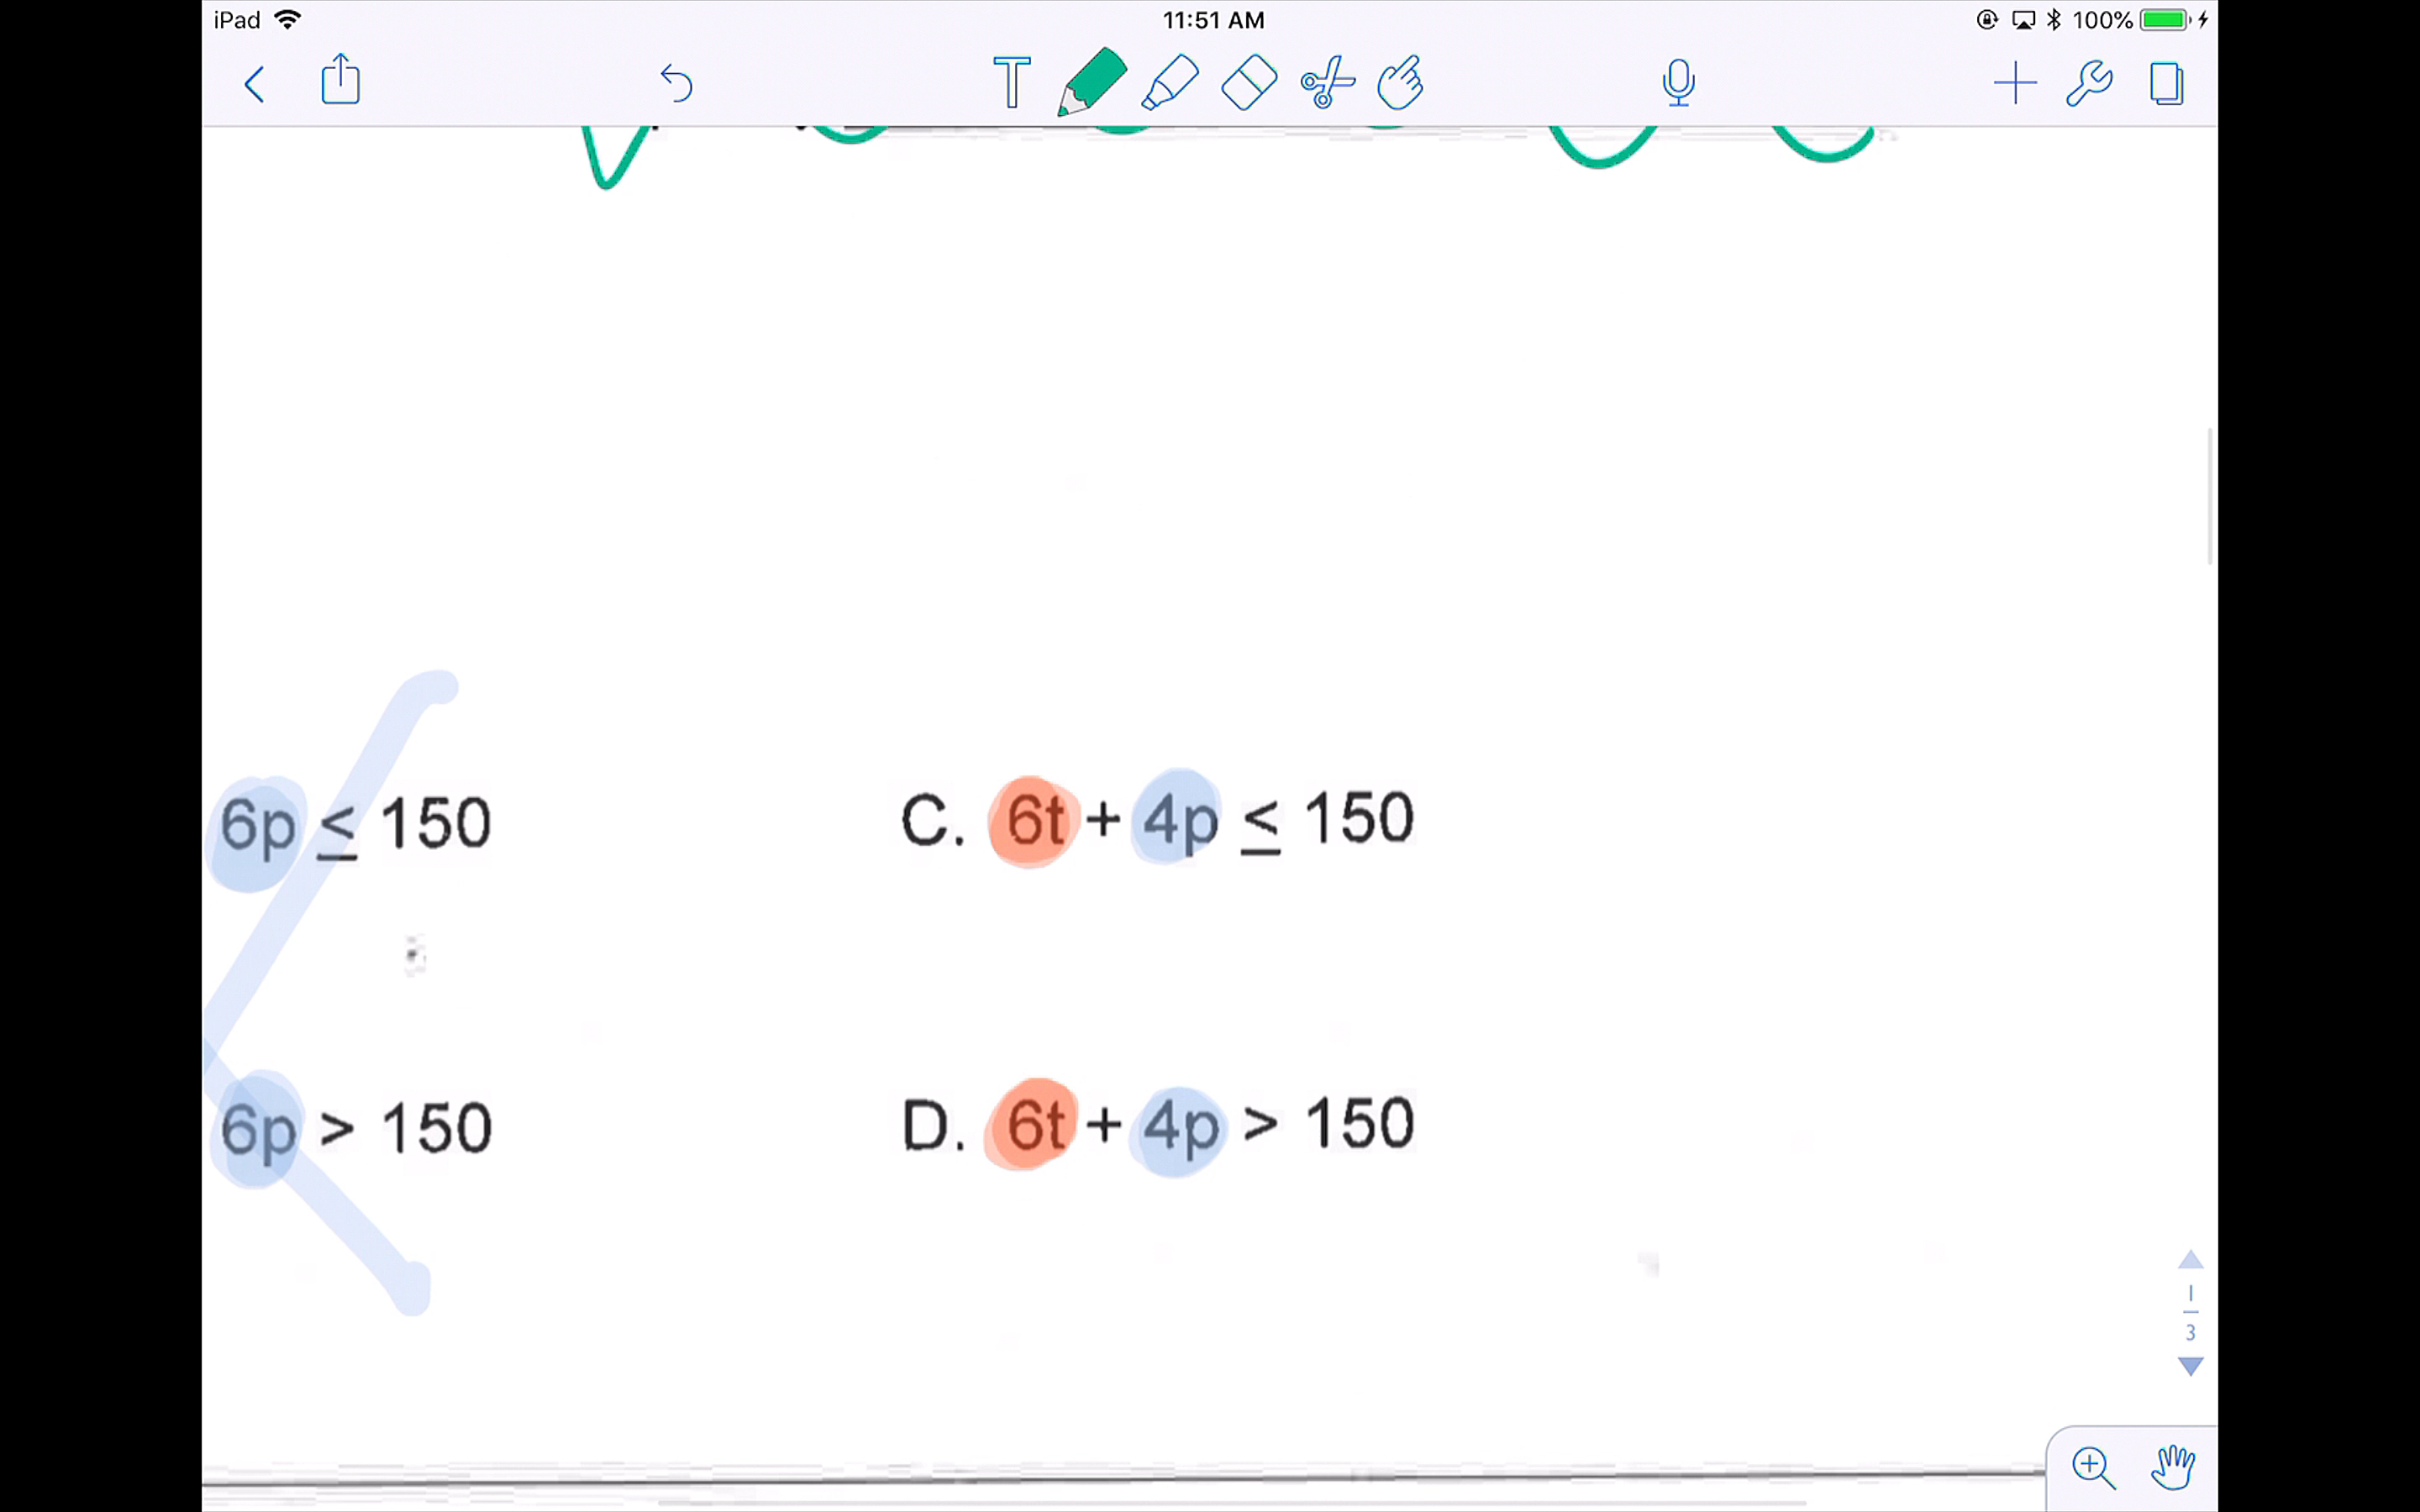 iPad 11:51 AM 100%
T
6p ≤ 150 C. 6t + 4p ≤ 150
6p > 150 D. 6t + 4p > 150
1
3